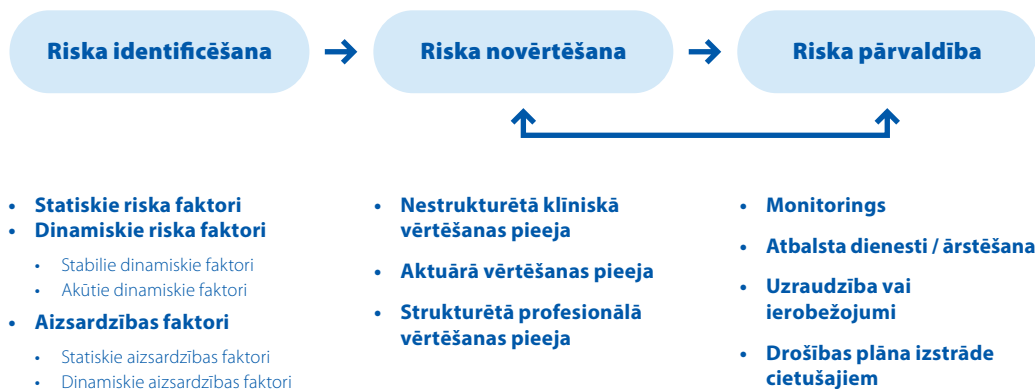 Riska identificēšana
Riska novērtēšana
Riska pārvaldība
• Statiskie riska faktori
• Dinamiskie riska faktori
• Stabilie dinamiskie faktori
• Akūtie dinamiskie faktori
• Aizsardzības faktori
• Statiskie aizsardzības faktori
• Dinamiskie aizsardzības faktori
• Nestrukturētā klīniskā
vērtēšanas pieeja
• Aktuārā vērtēšanas pieeja
• Strukturētā profesionālā
vērtēšanas pieeja
• Monitorings
• Atbalsta dienesti / ārstēšana
• Uzraudzība vai
ierobežojumi
• Drošības plāna izstrāde
cietušajiem